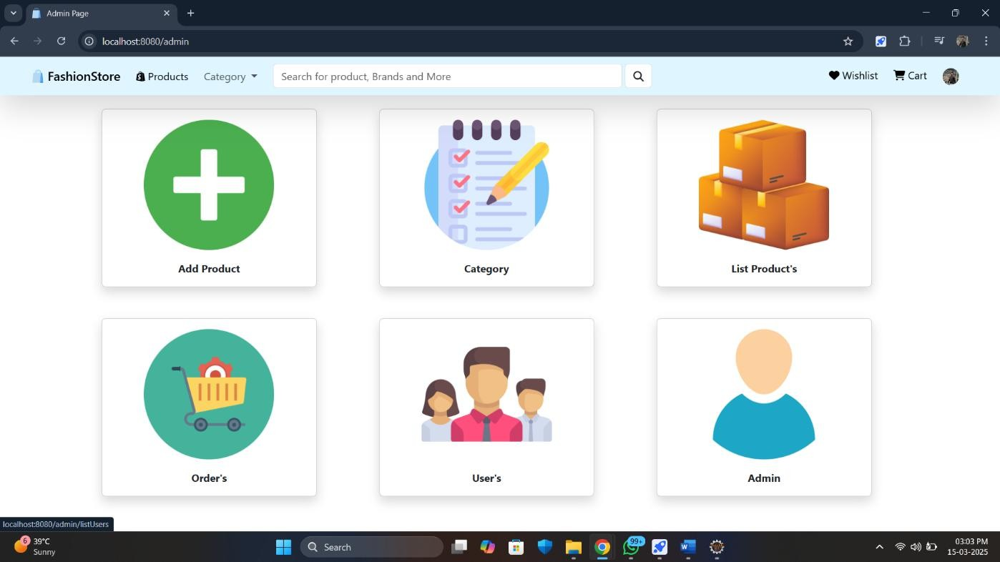 Admin Page
localhost:8080/admin
FashionStore
Products
Category
Search for product, Brands and More
Wishlist
Cart
Add Product
Category
List Product's
Order's
User's
Admin
localhost:8080/admin/listUsers
6
39°C
Sunny
Search
99+
W
03:03 PM
15-03-2025